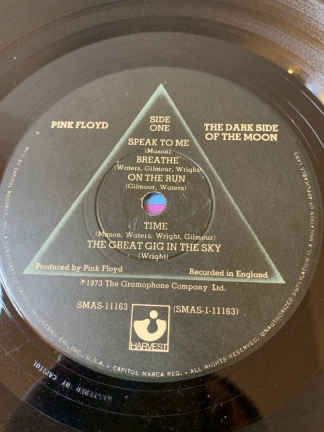 PINK FLOYD
SIDE
ONE
THE DARK SIDE
OF THE MOON
SPEAK TO ME
(Mason)
BREATHE
(Waters, Gilmour, Wright)
ON THE RUN
(Gilmour, Waters)
TIME
(Mason, Waters, Wright, Gilmour)
THE GREAT GIG IN THE SKY
(Wright)
Produced by Pink Floyd
Recorded in England
℗1973 The Gramophone Company Ltd.
SMAS-11163
(SMAS-1-11163)
HARVEST
U.S.A. • CAPITOL MARCA REG. • ALL RIGHTS RESERVED. UNAUTHORIZED